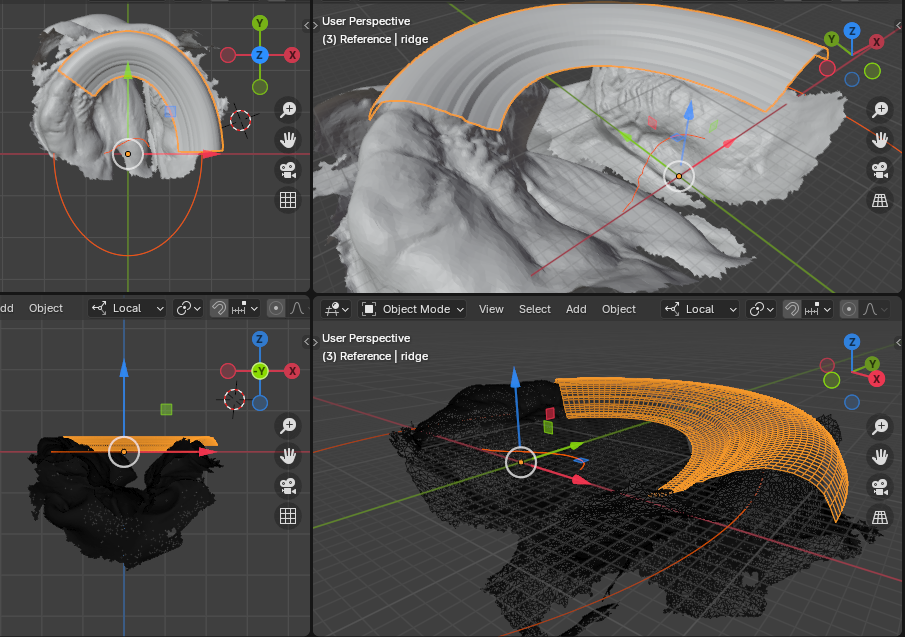 Y
X
Z
User Perspective
(3) Reference | ridge
Z
Y
X
dd Object Local
Object Mode View Select Add Object Local
Z
-Y
X
User Perspective
(3) Reference | ridge
Z
Y
X